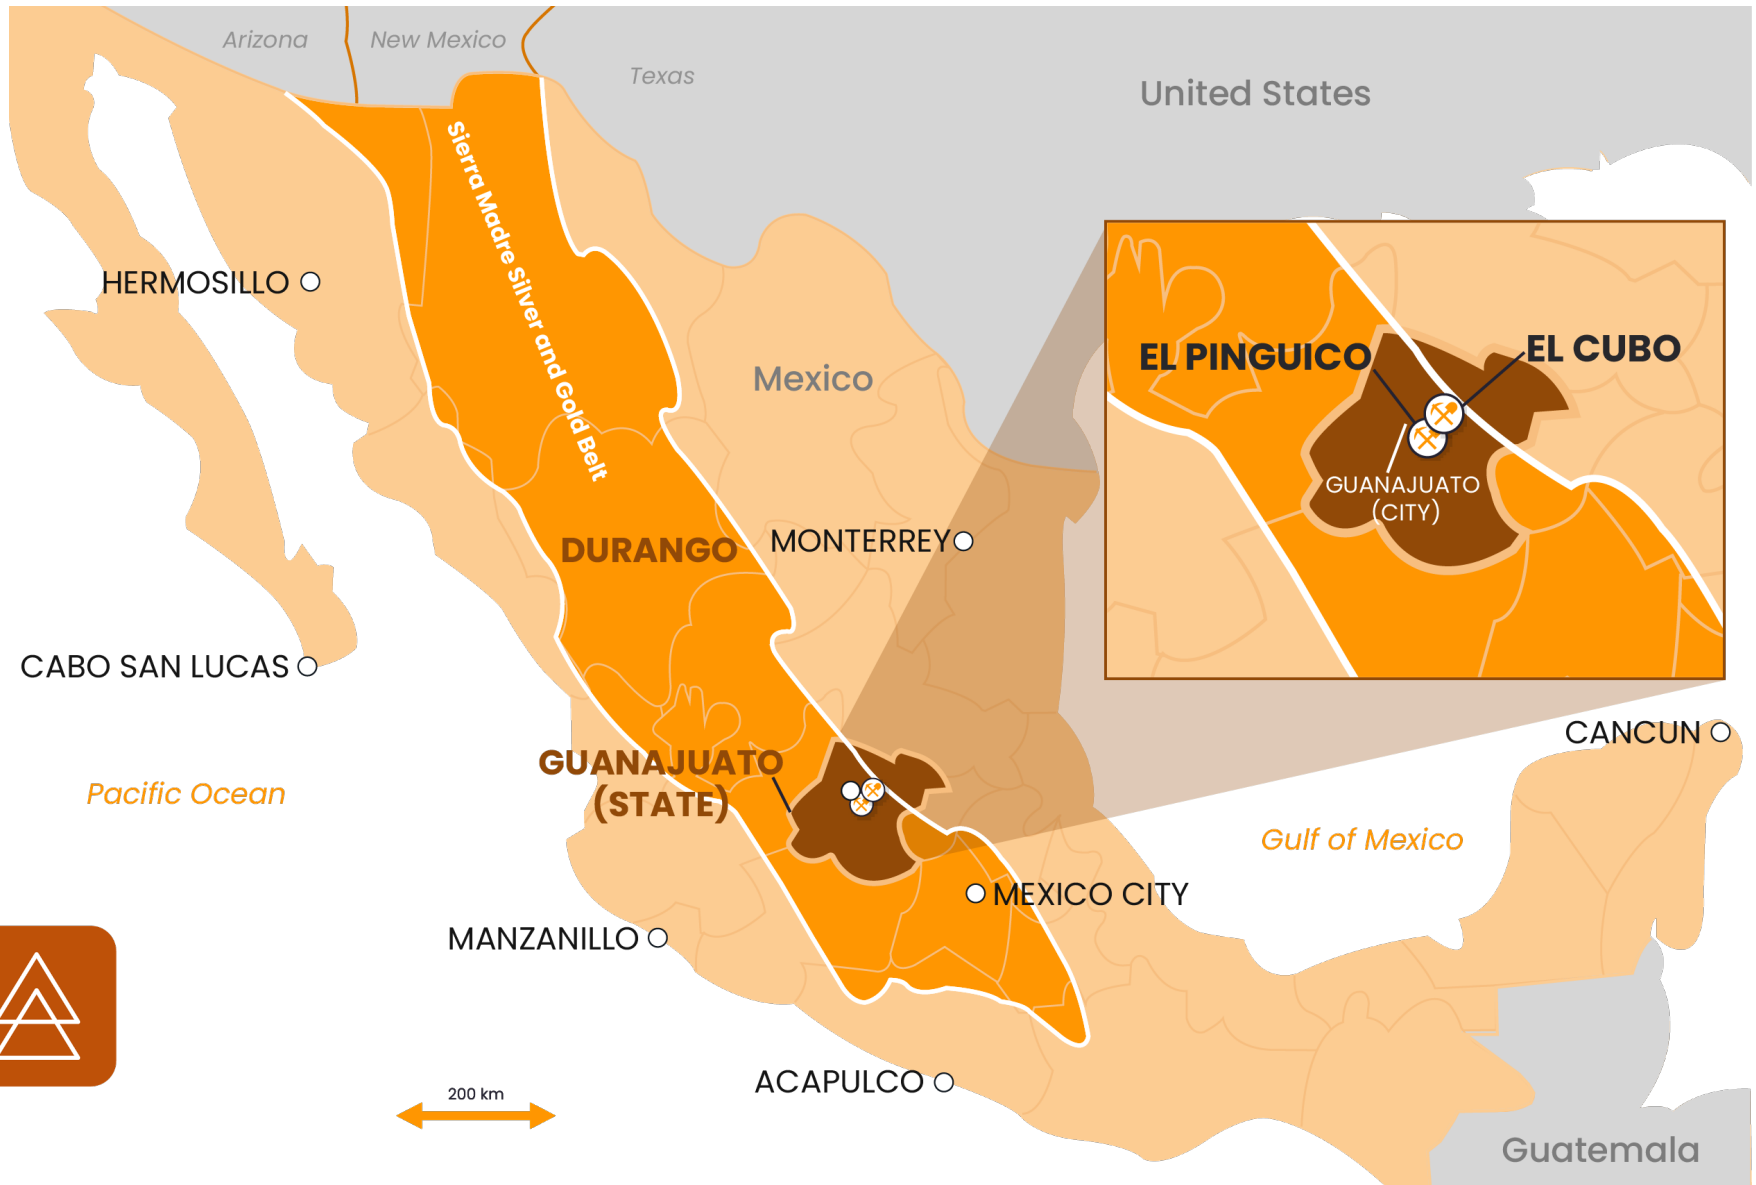 Arizona
New Mexico
Texas
United States
Sierra Madre Silver and Gold Belt
HERMOSILLO
Mexico
EL PINGUICO
EL CUBO
GUANAJUATO
(CITY)
DURANGO
MONTERREY
CABO SAN LUCAS
CANCUN
GUANAJUATO
(STATE)
Pacific Ocean
Gulf of Mexico
MEXICO CITY
MANZANILLO
ACAPULCO
200 km
Guatemala